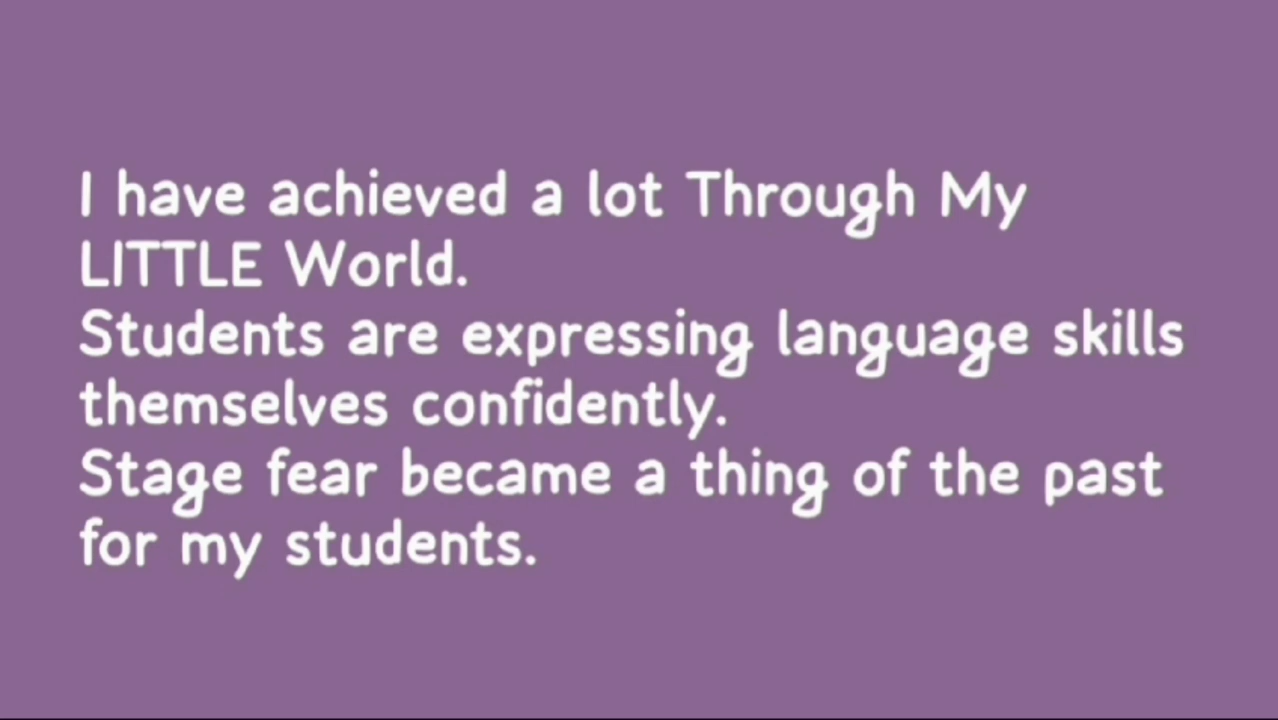 I have achieved a lot Through My
LITTLE World.
Students are expressing language skills
themselves confidently.
Stage fear became a thing of the past
for my students.